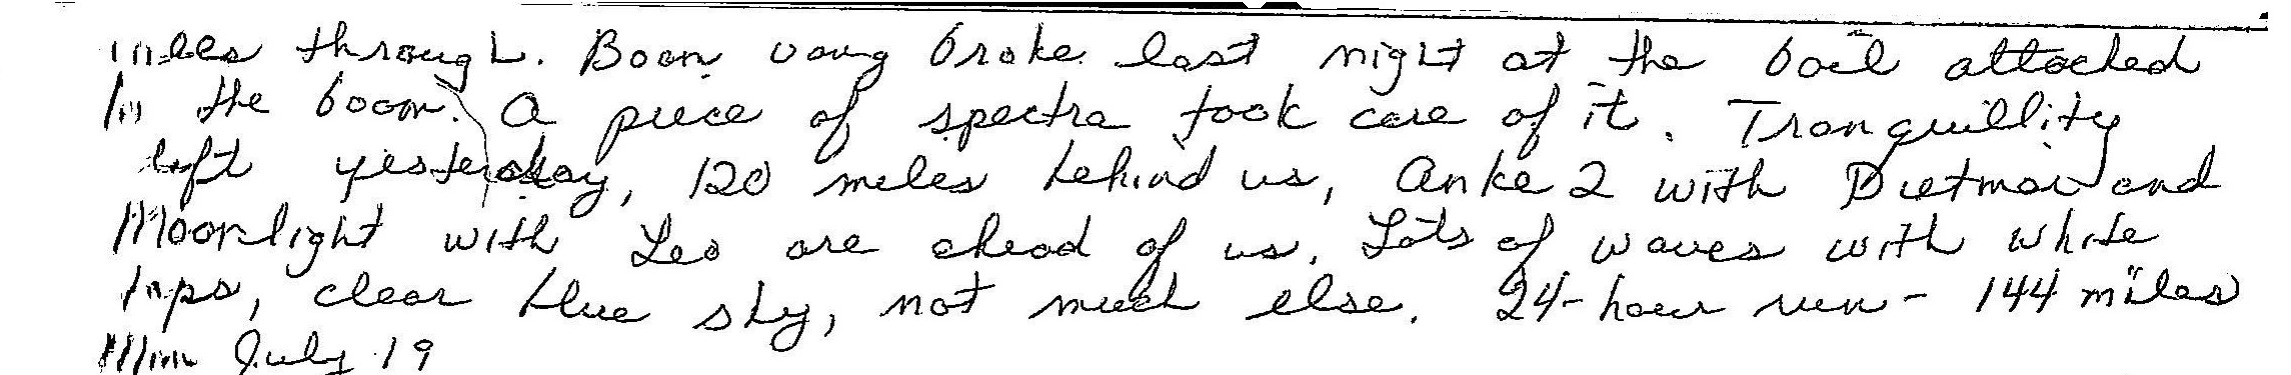 miles through. Boom vang broke last night at the bail attached
to the boom. A piece of spectra took care of it. Tranquillity
left yesterday, 120 miles behind us, Anke 2 with Dietmar and
Moonlight with Leo are ahead of us. Lots of waves with white
tops, clear blue sky, not much else. 24-hour run - 144 miles
Mon July 19